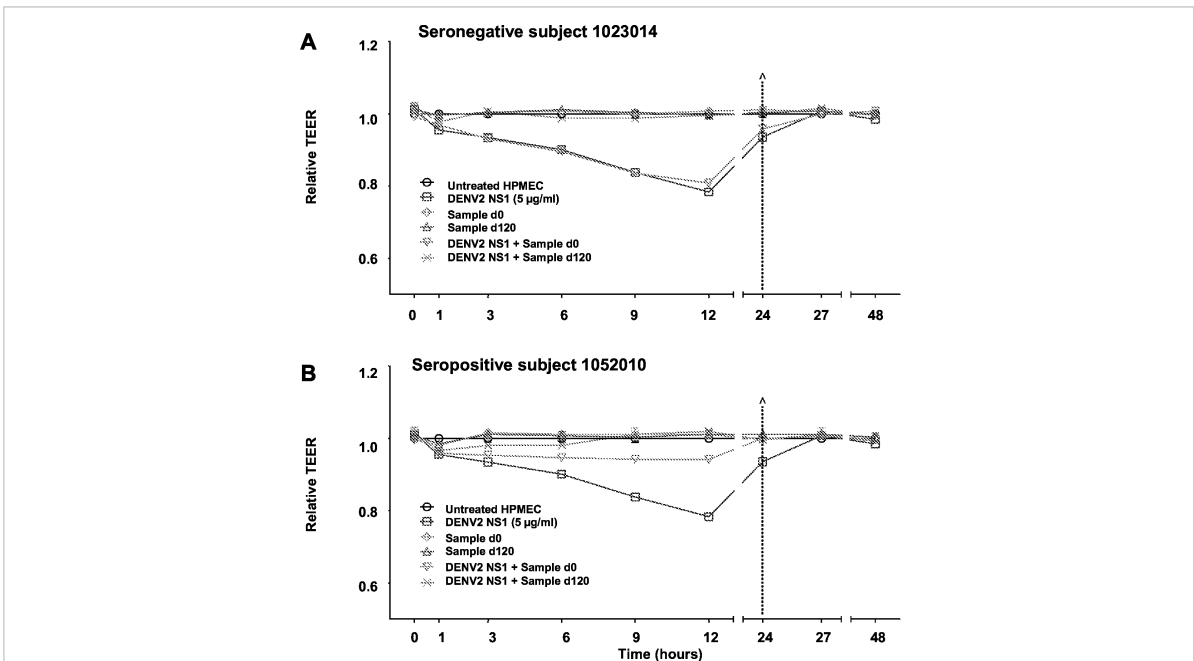 A
Seronegative subject 1023014
1.2
1.0
0.8
0.6
Relative TEER
Untreated HPMEC
DENV2 NS1 (5 µg/ml)
Sample d0
Sample d120
DENV2 NS1 + Sample d0
DENV2 NS1 + Sample d120
0 1 3 6 9 12 24 27 48
B
Seropositive subject 1052010
1.2
1.0
0.8
0.6
Relative TEER
Untreated HPMEC
DENV2 NS1 (5 µg/ml)
Sample d0
Sample d120
DENV2 NS1 + Sample d0
DENV2 NS1 + Sample d120
0 1 3 6 9 12 24 27 48
Time (hours)